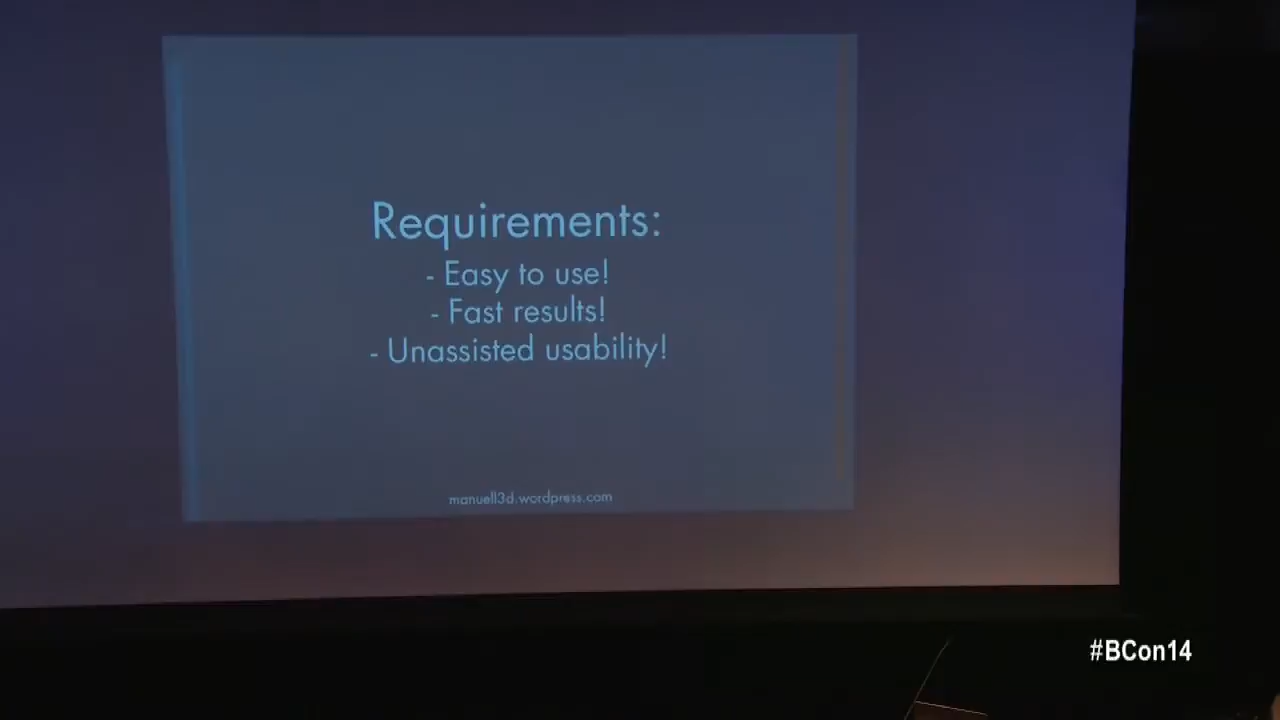 Requirements:
- Easy to use!
- Fast results!
- Unassisted usability!
manuell3d.wordpress.com
#BCon14